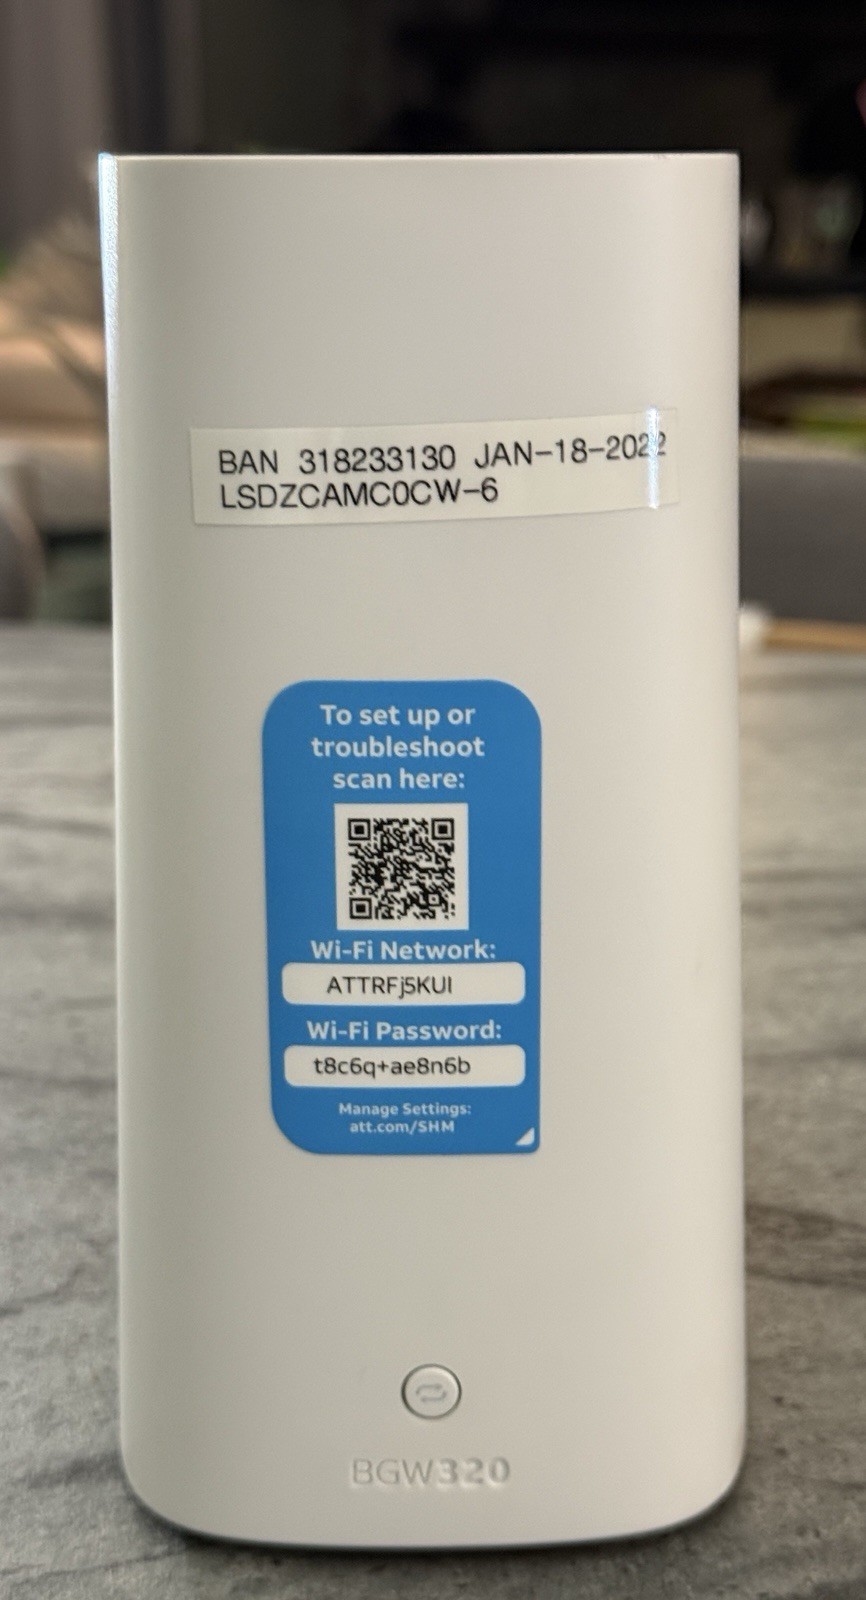 BAN 318233130 JAN-18-2022
LSDZCAMC0CW-6
To set up or
troubleshoot
scan here:
Wi-Fi Network:
ATTRFj5KUI
Wi-Fi Password:
t8c6q+ae8n6b
Manage Settings:
att.com/SHM
BGW320